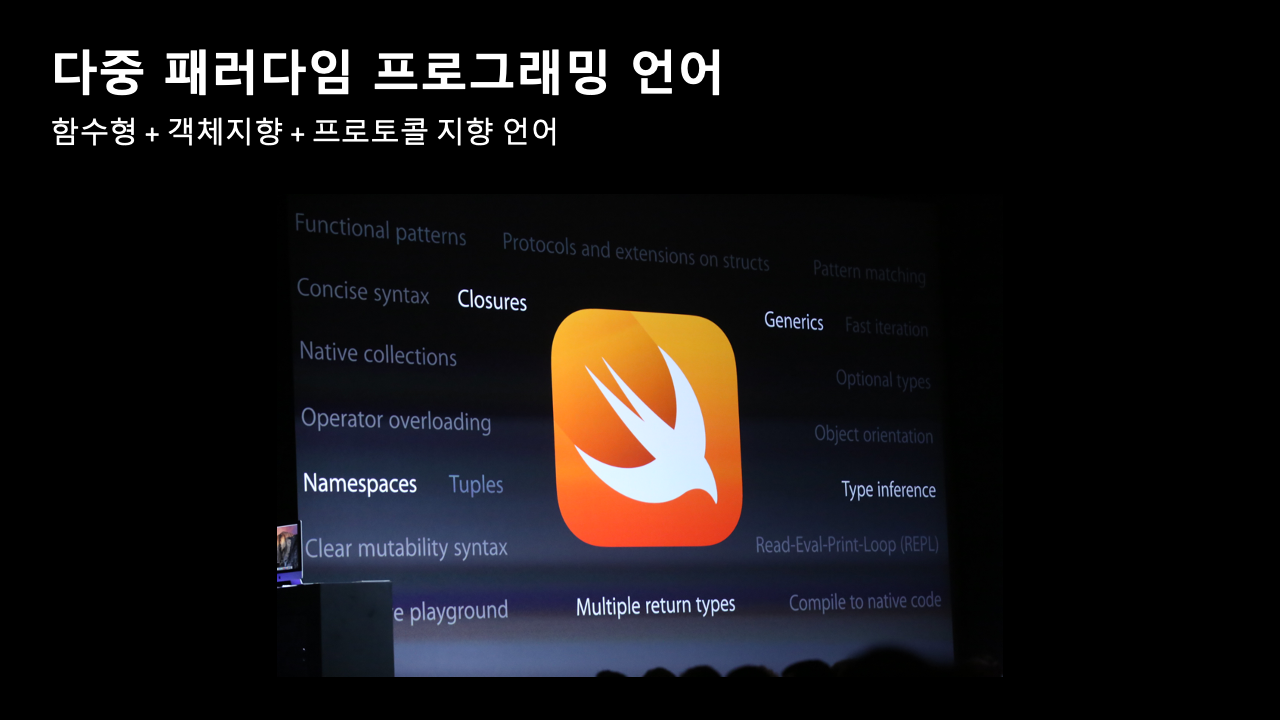 다중 패러다임 프로그래밍 언어
함수형 + 객체지향 + 프로토콜 지향 언어
Functional patterns
Protocols and extensions on structs
Pattern matching
Concise syntax
Closures
Generics
Fast iteration
Native collections
Optional types
Operator overloading
Object orientation
Namespaces
Tuples
Type inference
Clear mutability syntax
Read-Eval-Print-Loop (REPL)
playground
Multiple return types
Compile to native code